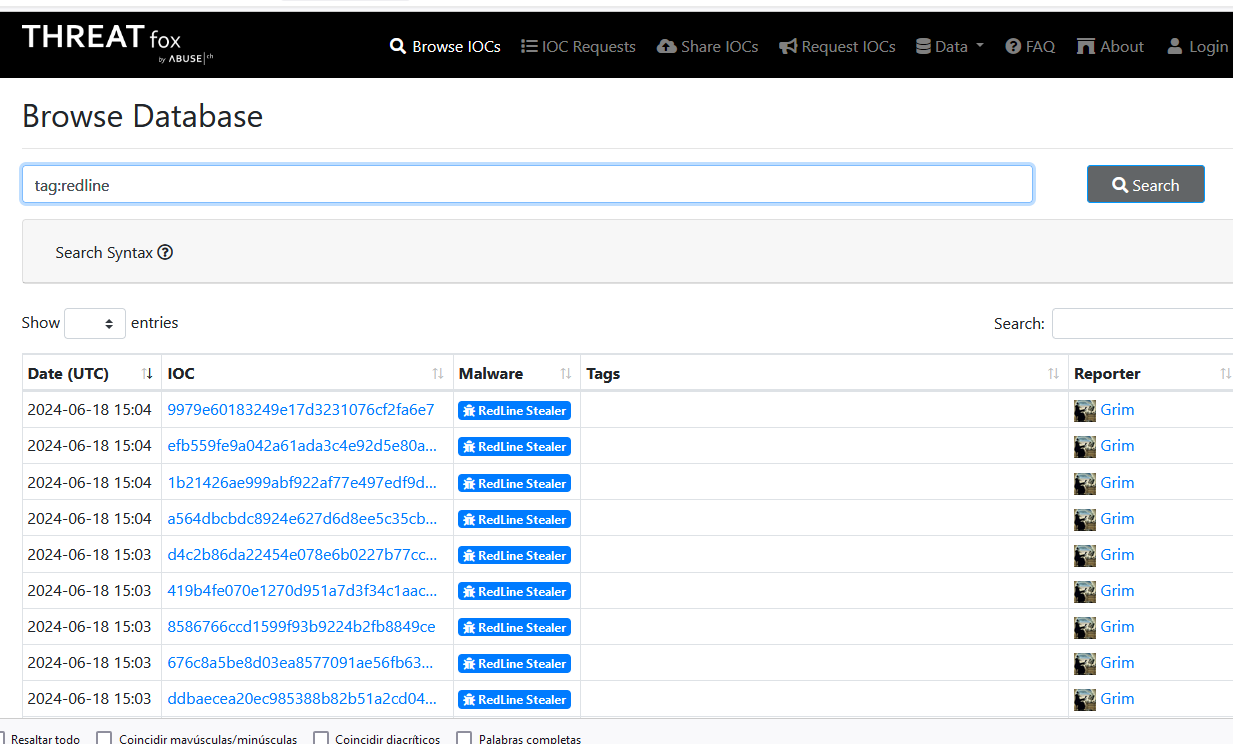 THREAT fox
by ABUSE|ch
Browse IOCs IOC Requests Share IOCs Request IOCs Data FAQ About Login
Browse Database
tag:redline Search
Search Syntax
Show entries Search:
Date (UTC) IOC Malware Tags Reporter
2024-06-18 15:04 9979e60183249e17d3231076cf2fa6e7 RedLine Stealer Grim
2024-06-18 15:04 efb559fe9a042a61ada3c4e92d5e80a... RedLine Stealer Grim
2024-06-18 15:04 1b21426ae999abf922af77e497edf9d... RedLine Stealer Grim
2024-06-18 15:04 a564dbcbdc8924e627d6d8ee5c35cb... RedLine Stealer Grim
2024-06-18 15:03 d4c2b86da22454e078e6b0227b77cc... RedLine Stealer Grim
2024-06-18 15:03 419b4fe070e1270d951a7d3f34c1aac... RedLine Stealer Grim
2024-06-18 15:03 8586766ccd1599f93b9224b2fb8849ce RedLine Stealer Grim
2024-06-18 15:03 676c8a5be8d03ea8577091ae56fb63... RedLine Stealer Grim
2024-06-18 15:03 ddbaecea20ec985388b82b51a2cd04... RedLine Stealer Grim
Resaltar todo Coincidir mayúsculas/minúsculas Coincidir diacríticos Palabras completas